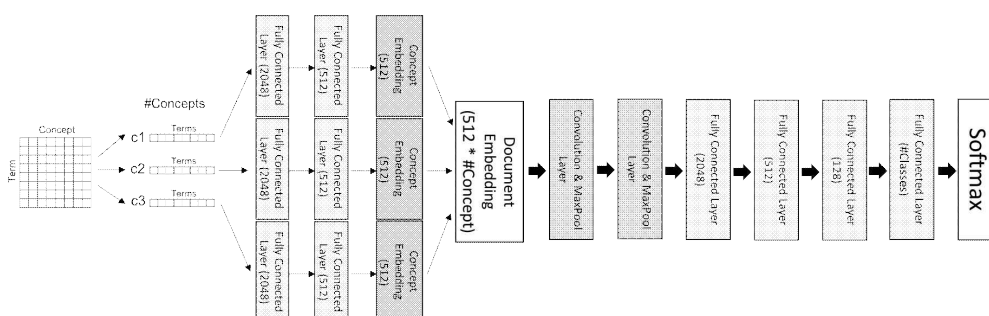 Concept
Term
#Concepts
c1
Terms
c2
Terms
c3
Terms
Fully Connected
Layer (2048)
Fully Connected
Layer (512)
Concept
Embedding
(512)
Fully Connected
Layer (2048)
Fully Connected
Layer (512)
Concept
Embedding
(512)
Fully Connected
Layer (2048)
Fully Connected
Layer (512)
Concept
Embedding
(512)
Document
Embedding
(512 * #Concept)
Convolution & MaxPool
Layer
Convolution & MaxPool
Layer
Fully Connected Layer
(2048)
Fully Connected Layer
(512)
Fully Connected Layer
(128)
Fully Connected Layer
(#Classes)
Softmax